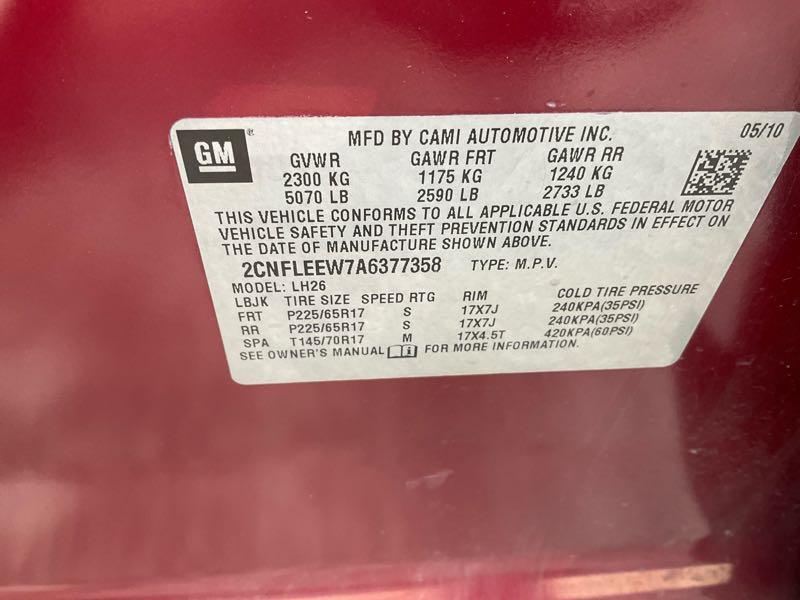 GM® MFD BY CAMI AUTOMOTIVE INC. 05/10
GVWR GAWR FRT GAWR RR
2300 KG 1175 KG 1240 KG
5070 LB 2590 LB 2733 LB
THIS VEHICLE CONFORMS TO ALL APPLICABLE U.S. FEDERAL MOTOR
VEHICLE SAFETY AND THEFT PREVENTION STANDARDS IN EFFECT ON
THE DATE OF MANUFACTURE SHOWN ABOVE.
2CNFLEEW7A6377358 TYPE: M.P.V.
MODEL: LH26
LBJK TIRE SIZE SPEED RTG RIM COLD TIRE PRESSURE
FRT P225/65R17 S 17X7J 240KPA(35PSI)
RR P225/65R17 S 17X7J 240KPA(35PSI)
SPA T145/70R17 M 17X4.5T 420KPA(60PSI)
SEE OWNER'S MANUAL FOR MORE INFORMATION.